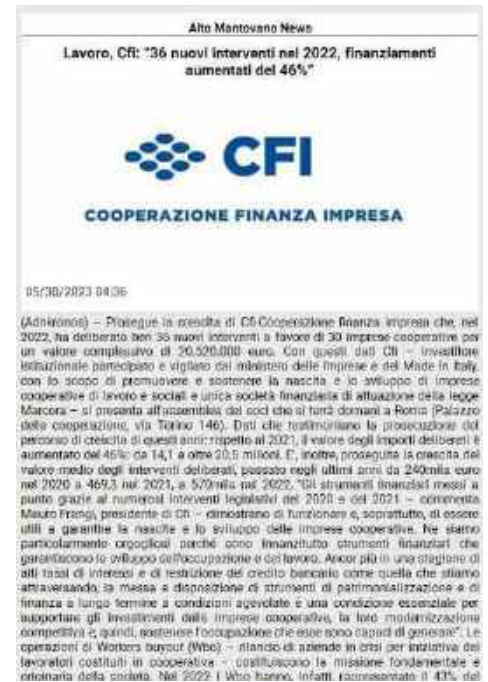 Alto Mantovano News
Lavoro, Cfi: "36 nuovi interventi nel 2022, finanziamenti
aumentati del 46%"
CFI
COOPERAZIONE FINANZA IMPRESA
05/30/2023 04:36
(Adnkronos) – Prosegue la crescita di Cfi-Cooperazione finanza impresa che, nel
2022, ha deliberato ben 36 nuovi interventi a favore di 30 imprese cooperative per
un valore complessivo di 20.520.000 euro. Con questi dati Cfi – investitore
istituzionale partecipato e vigilato dal ministero delle Imprese e del Made in Italy,
con lo scopo di promuovere e sostenere la nascita e lo sviluppo di imprese
cooperative di lavoro e sociali e unica società finanziaria di attuazione della legge
Marcora – si presenta all'assemblea dei soci che si terrà domani a Roma (Palazzo
della cooperazione, via Torino 146). Dati che testimoniano la prosecuzione del
percorso di crescita di questi anni: rispetto al 2021, il valore degli importi deliberati è
aumentato del 46%: da 14,1 a oltre 20,5 milioni. E', inoltre, proseguita la crescita del
valore medio degli interventi deliberati, passato negli ultimi anni da 240mila euro
nel 2020 a 469,3 nel 2021, a 570mila nel 2022. "Gli strumenti finanziari messi a
punto grazie ai numerosi interventi legislativi del 2020 e del 2021 – commenta
Mauro Frangi, presidente di Cfi – dimostrano di funzionare e, soprattutto, di essere
utili a garantire la nascita e lo sviluppo delle imprese cooperative. Ne siamo
particolarmente orgogliosi perché sono innanzitutto strumenti finanziari che
garantiscono lo sviluppo dell'occupazione e del lavoro. Ancor più in una stagione di
alti tassi di interessi e di restrizione del credito bancario come quella che stiamo
attraversando, la messa a disposizione di strumenti di patrimonializzazione e di
finanza a lungo termine a condizioni agevolate è una condizione essenziale per
supportare gli investimenti delle imprese cooperative, la loro modernizzazione
competitiva e, quindi, sostenere l'occupazione che esse sono capaci di generare". Le
operazioni di Workers buyout (Wbo) – rilancio di aziende in crisi per iniziativa dei
lavoratori costituiti in cooperativa – costituiscono la missione fondamentale e
originaria della società. Nel 2022 i Wbo hanno, infatti, rappresentato il 43% del